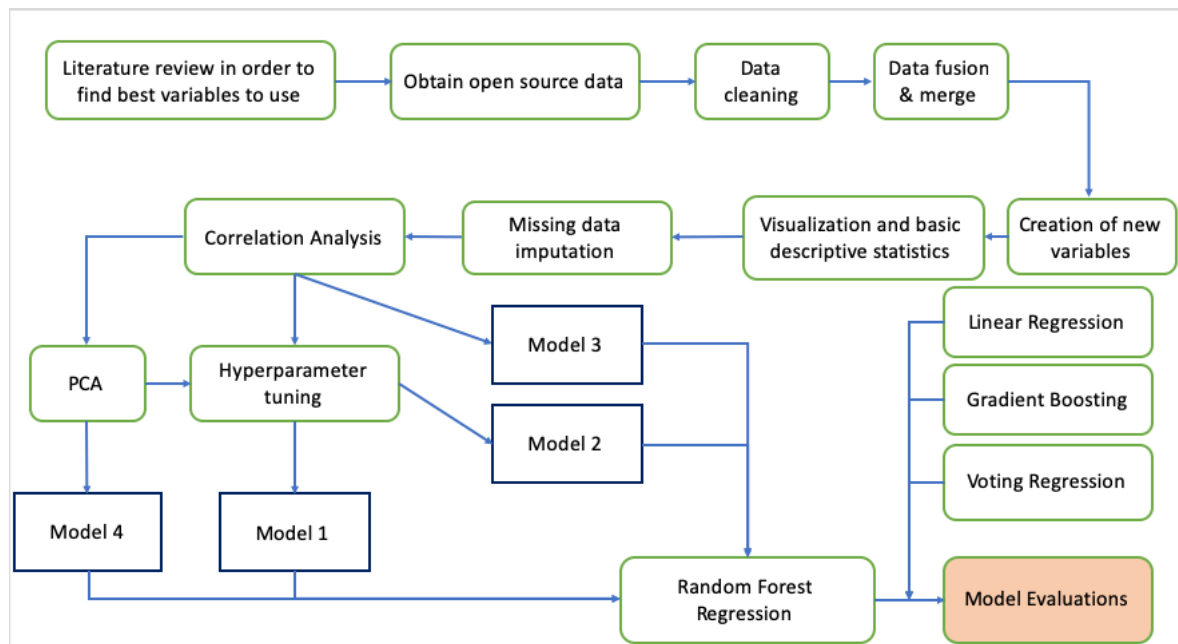 Literature review in order to
find best variables to use
Obtain open source data
Data
cleaning
Data fusion
& merge
Correlation Analysis
Missing data
imputation
Visualization and basic
descriptive statistics
Creation of new
variables
PCA
Hyperparameter
tuning
Model 3
Model 2
Linear Regression
Gradient Boosting
Voting Regression
Model 4
Model 1
Random Forest
Regression
Model Evaluations